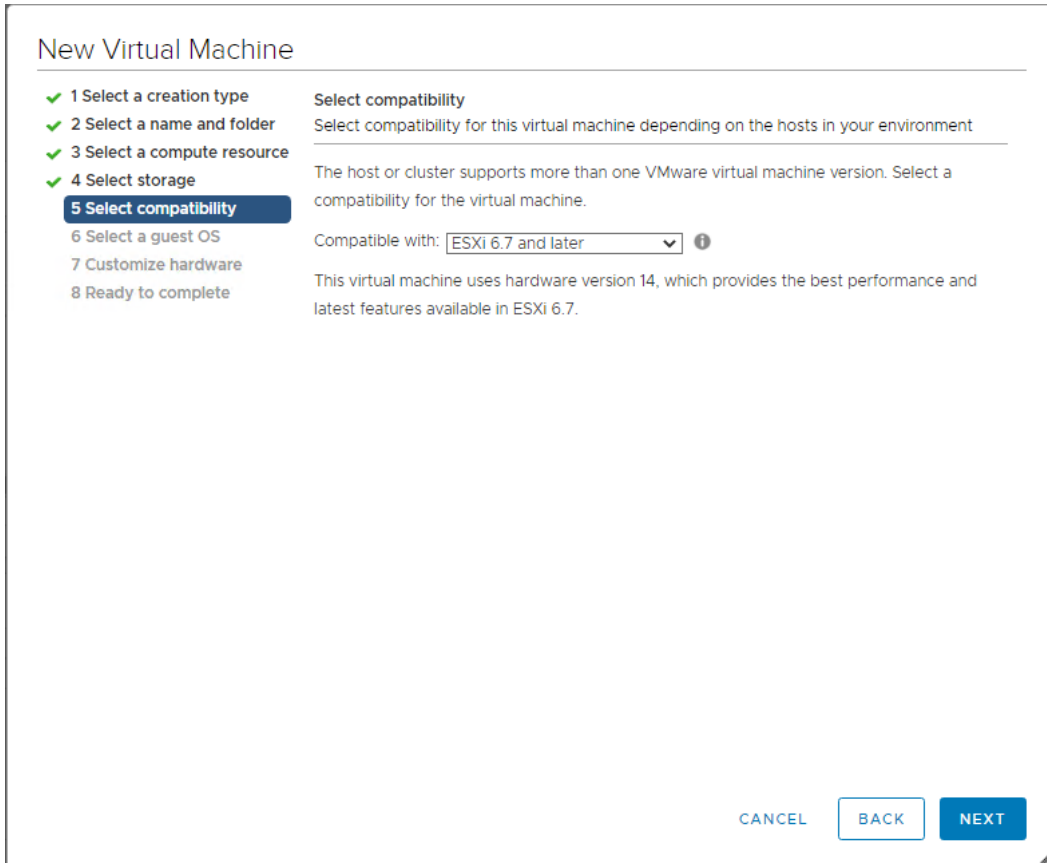 New Virtual Machine
1 Select a creation type
2 Select a name and folder
3 Select a compute resource
4 Select storage
5 Select compatibility
6 Select a guest OS
7 Customize hardware
8 Ready to complete
Select compatibility
Select compatibility for this virtual machine depending on the hosts in your environment
The host or cluster supports more than one VMware virtual machine version. Select a
compatibility for the virtual machine.
Compatible with: ESXi 6.7 and later
This virtual machine uses hardware version 14, which provides the best performance and
latest features available in ESXi 6.7.
CANCEL BACK NEXT